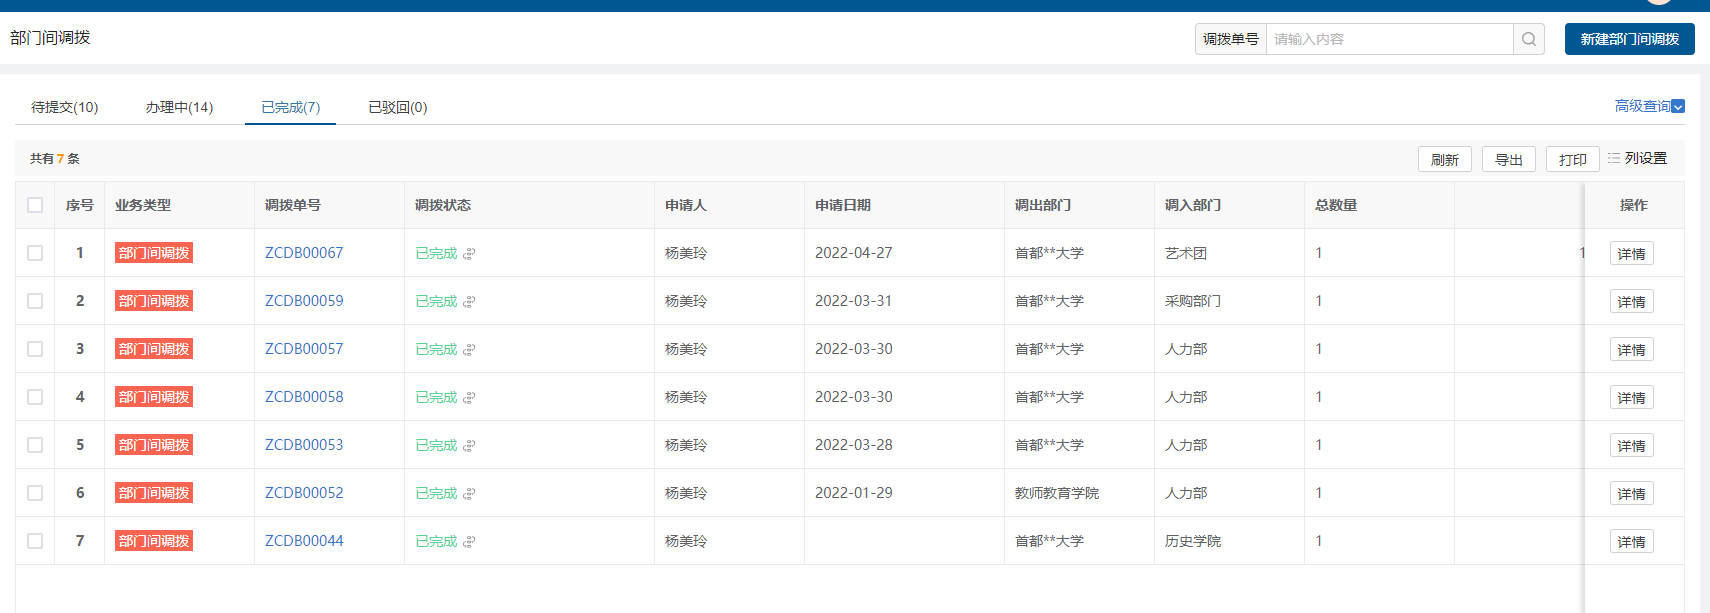 部门间调拨
调拨单号 请输入内容 新建部门间调拨
待提交(10) 办理中(14) 已完成(7) 已驳回(0) 高级查询
共有 7 条 刷新 导出 打印 列设置
序号 业务类型 调拨单号 调拨状态 申请人 申请日期 调出部门 调入部门 总数量 操作
1 部门间调拨 ZCDB00067 已完成 杨美玲 2022-04-27 首都**大学 艺术团 1 1 详情
2 部门间调拨 ZCDB00059 已完成 杨美玲 2022-03-31 首都**大学 采购部门 1 详情
3 部门间调拨 ZCDB00057 已完成 杨美玲 2022-03-30 首都**大学 人力部 1 详情
4 部门间调拨 ZCDB00058 已完成 杨美玲 2022-03-30 首都**大学 人力部 1 详情
5 部门间调拨 ZCDB00053 已完成 杨美玲 2022-03-28 首都**大学 人力部 1 详情
6 部门间调拨 ZCDB00052 已完成 杨美玲 2022-01-29 教师教育学院 人力部 1 详情
7 部门间调拨 ZCDB00044 已完成 杨美玲 首都**大学 历史学院 1 详情